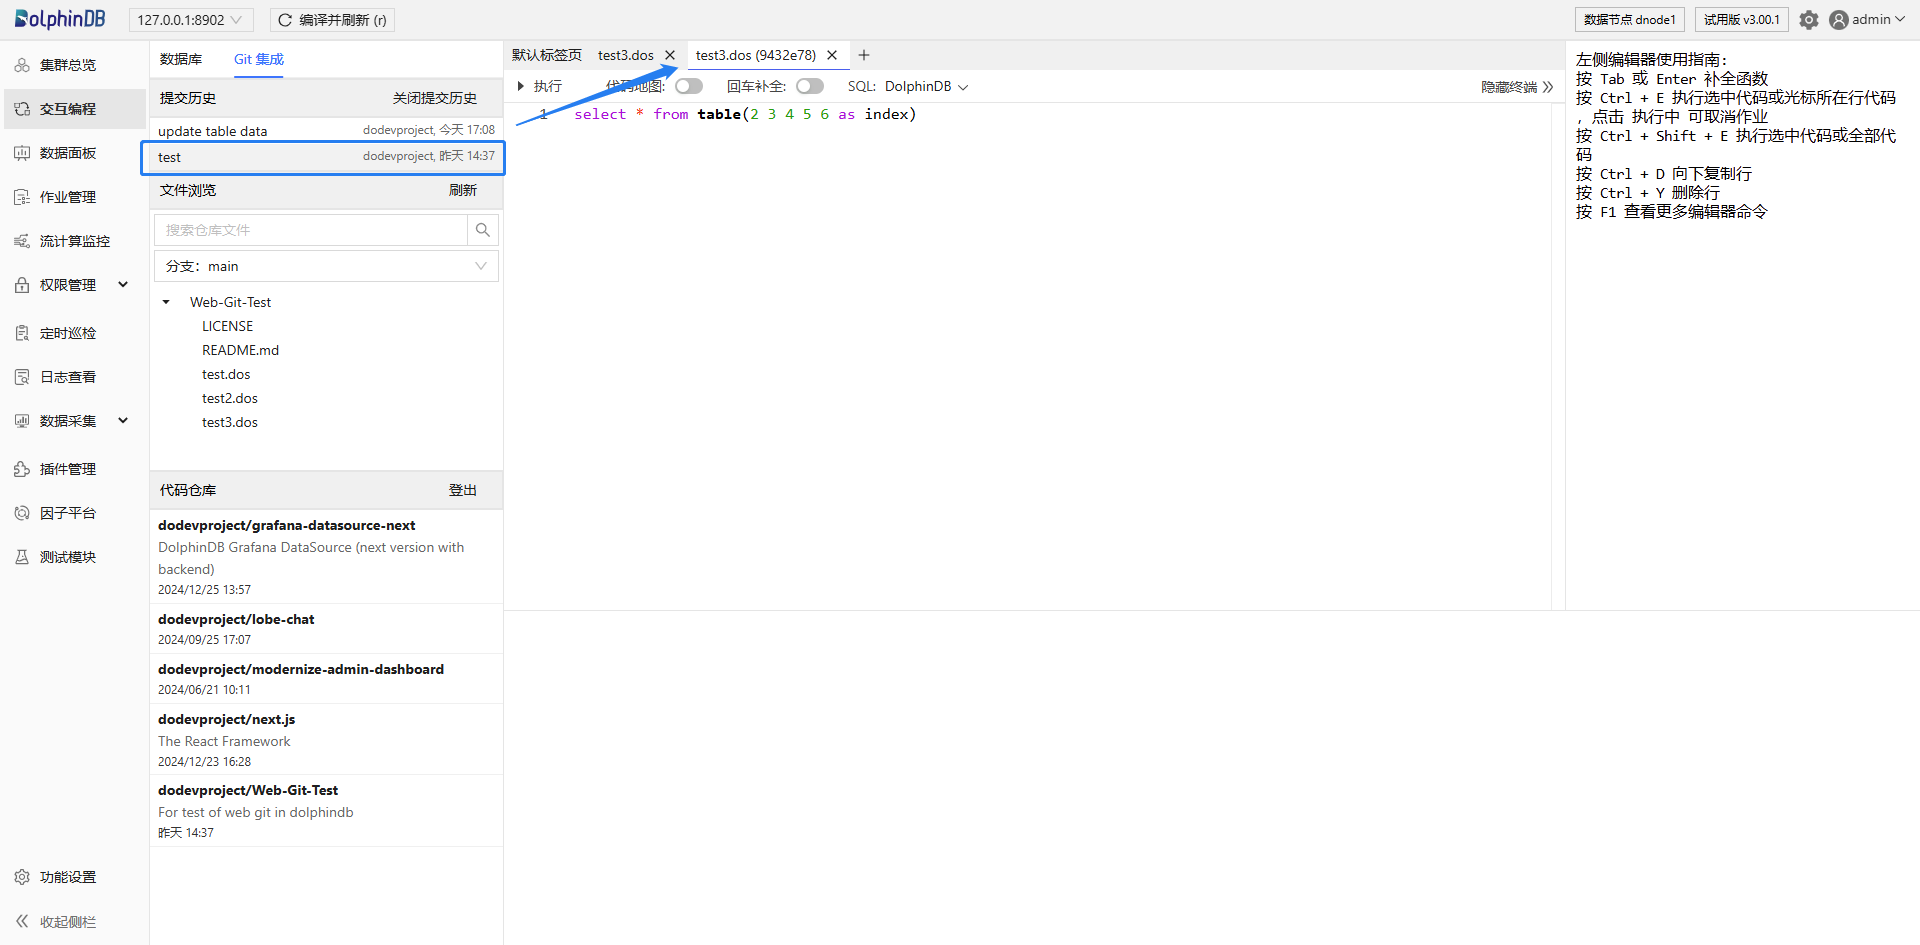 DolphinDB
127.0.0.1:8902
编译并刷新 (r)
数据节点 dnode1
试用版 v3.00.1
admin
集群总览
交互编程
数据面板
作业管理
流计算监控
权限管理
定时巡检
日志查看
数据采集
插件管理
因子平台
测试模块
功能设置
收起侧栏
数据库
Git 集成
提交历史
关闭提交历史
update table data
dodevproject, 今天 17:08
test
dodevproject, 昨天 14:37
文件浏览
刷新
搜索仓库文件
分支：main
Web-Git-Test
LICENSE
README.md
test.dos
test2.dos
test3.dos
代码仓库
登出
dodevproject/grafana-datasource-next
DolphinDB Grafana DataSource (next version with
backend)
2024/12/25 13:57
dodevproject/lobe-chat
2024/09/25 17:07
dodevproject/modernize-admin-dashboard
2024/06/21 10:11
dodevproject/next.js
The React Framework
2024/12/23 16:28
dodevproject/Web-Git-Test
For test of web git in dolphindb
昨天 14:37
默认标签页
test3.dos
test3.dos (9432e78)
执行
代码地图:
回车补全:
SQL: DolphinDB
隐藏终端
1
select * from table(2 3 4 5 6 as index)
左侧编辑器使用指南:
按 Tab 或 Enter 补全函数
按 Ctrl + E 执行选中代码或光标所在行代码
, 点击 执行中 可取消作业
按 Ctrl + Shift + E 执行选中代码或全部代
码
按 Ctrl + D 向下复制行
按 Ctrl + Y 删除行
按 F1 查看更多编辑器命令